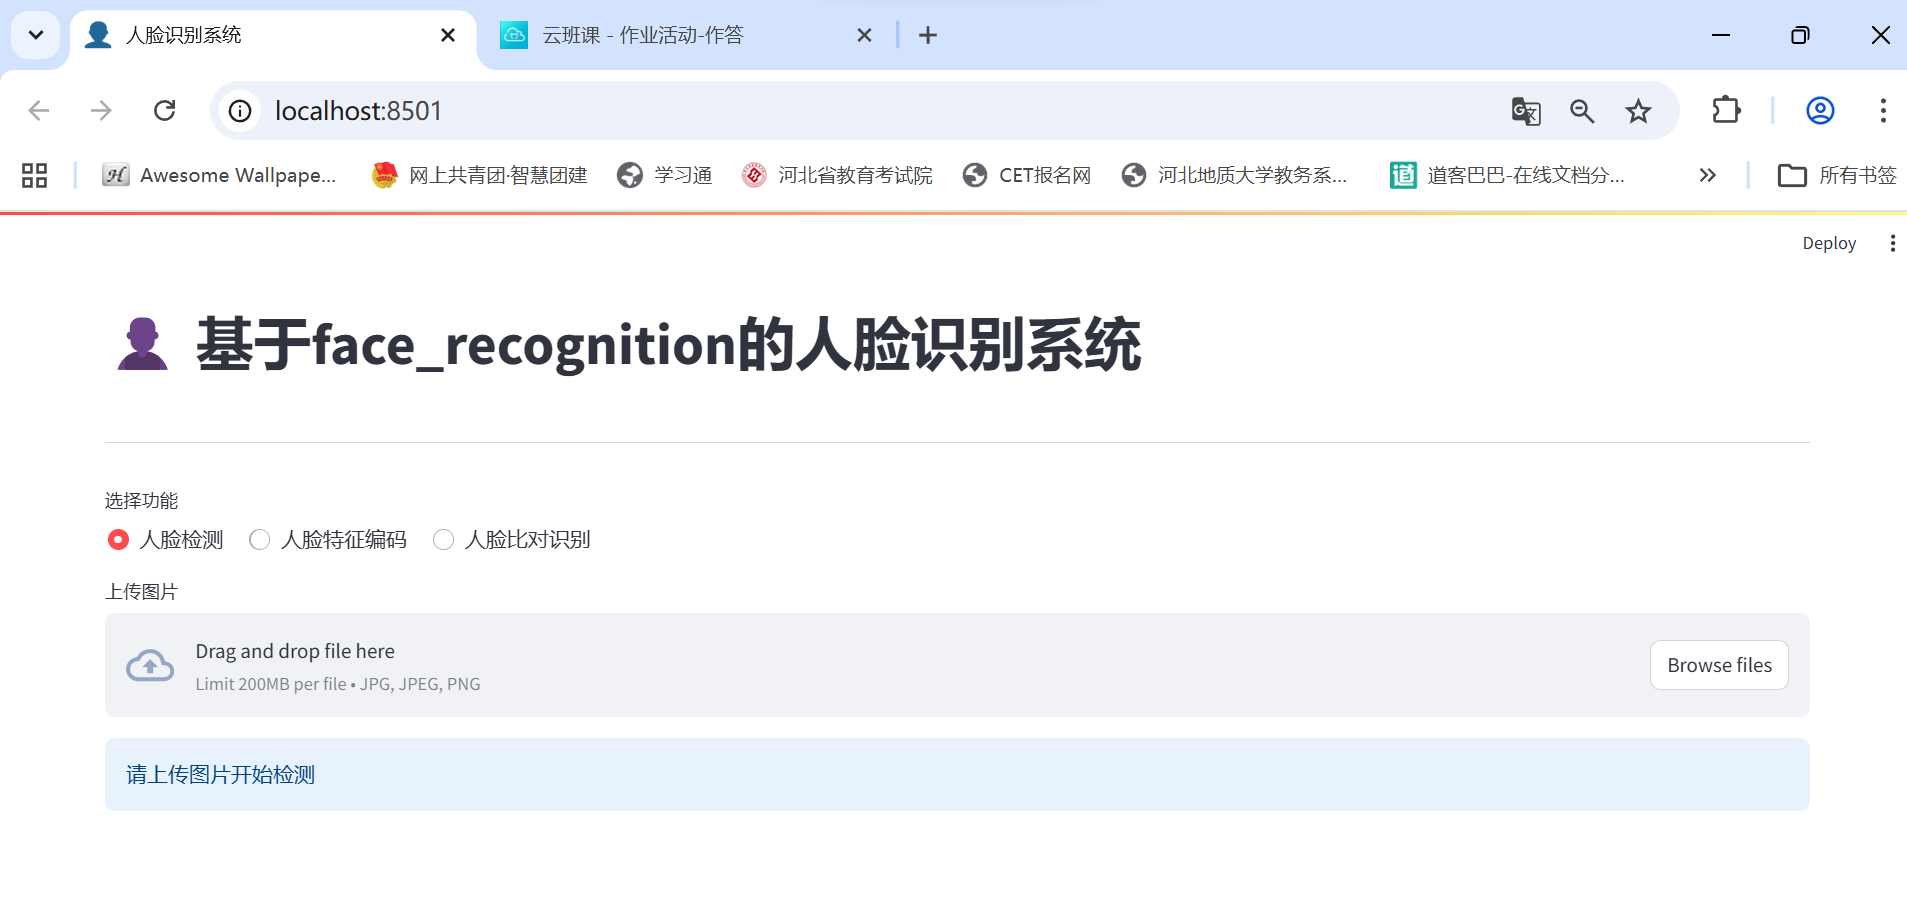 人脸识别系统
云班课 - 作业活动-作答
localhost:8501
Awesome Wallpape...
网上共青团·智慧团建
学习通
河北省教育考试院
CET报名网
河北地质大学教务系...
道客巴巴-在线文档分...
所有书签
Deploy
基于face_recognition的人脸识别系统
选择功能
人脸检测 人脸特征编码 人脸比对识别
上传图片
Drag and drop file here
Limit 200MB per file • JPG, JPEG, PNG
Browse files
请上传图片开始检测